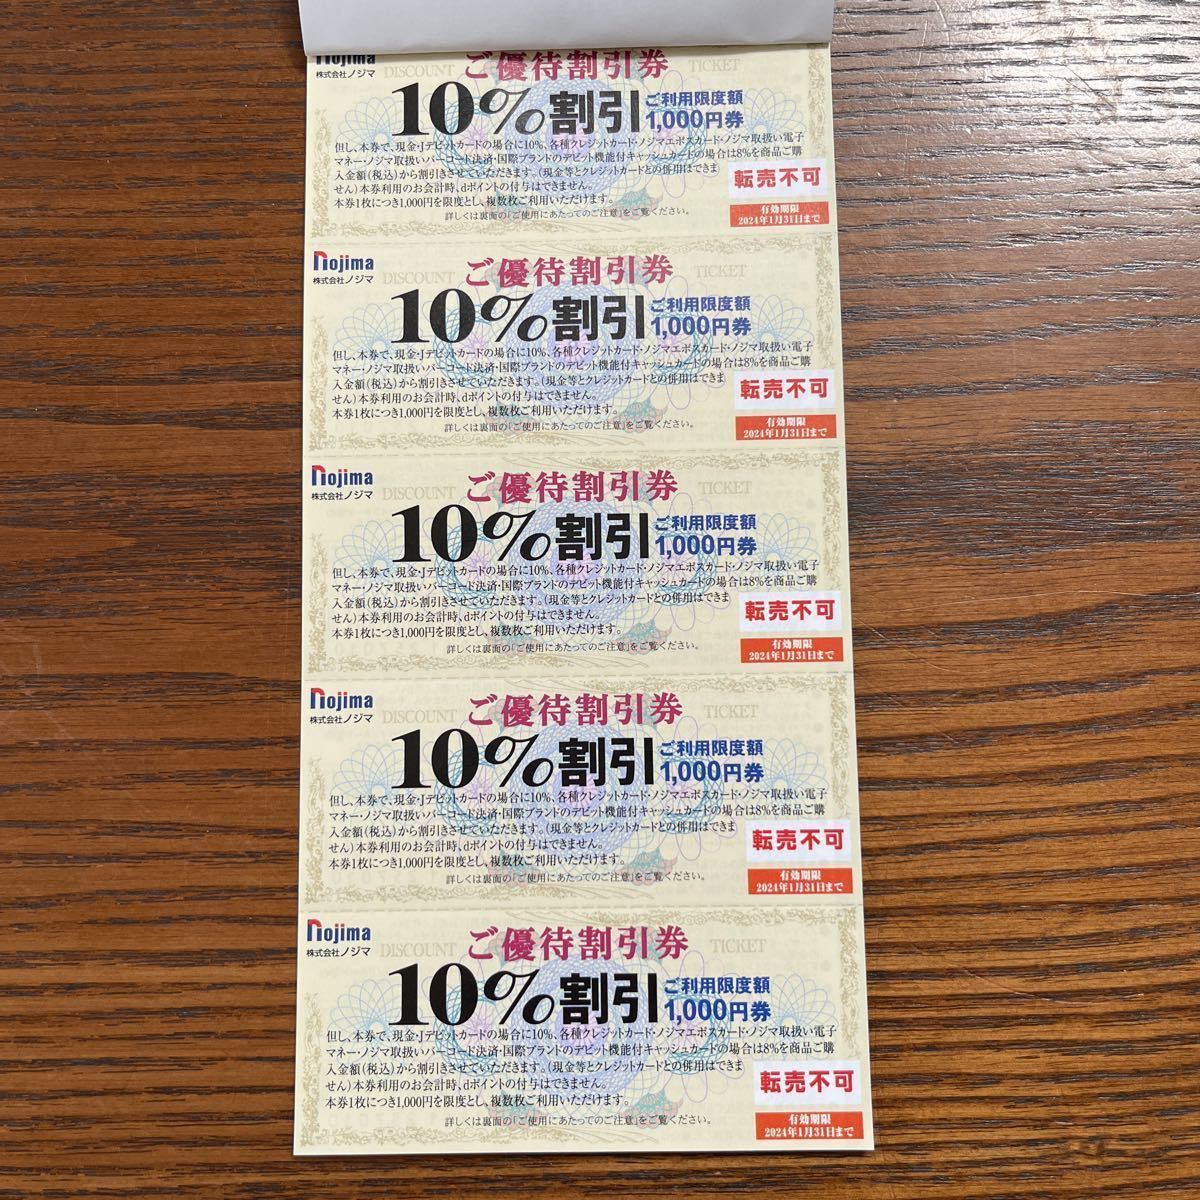 nojima
株式会社ノジマ
DISCOUNT
ご優待割引券
TICKET
10%割引
ご利用限度額
1,000円券
但し、本券で、現金・Jデビットカードの場合に10%、各種クレジットカード・ノジマエポスカード・ノジマ取扱い電子
マネー・ノジマ取扱いバーコード決済・国際ブランドのデビット機能付キャッシュカードの場合は8%を商品ご購
入金額(税込)から割引きさせていただきます。(現金等とクレジットカードとの併用はできま
せん)本券利用のお会計時、dポイントの付与はできません。
本券1枚につき1,000円を限度とし、複数枚ご利用いただけます。
詳しくは裏面の「ご使用にあたってのご注意」をご覧ください。
転売不可
有効期限
2024年1月31日まで
nojima
株式会社ノジマ
DISCOUNT
ご優待割引券
TICKET
10%割引
ご利用限度額
1,000円券
但し、本券で、現金・Jデビットカードの場合に10%、各種クレジットカード・ノジマエポスカード・ノジマ取扱い電子
マネー・ノジマ取扱いバーコード決済・国際ブランドのデビット機能付キャッシュカードの場合は8%を商品ご購
入金額(税込)から割引きさせていただきます。(現金等とクレジットカードとの併用はできま
せん)本券利用のお会計時、dポイントの付与はできません。
本券1枚につき1,000円を限度とし、複数枚ご利用いただけます。
詳しくは裏面の「ご使用にあたってのご注意」をご覧ください。
転売不可
有効期限
2024年1月31日まで
nojima
株式会社ノジマ
DISCOUNT
ご優待割引券
TICKET
10%割引
ご利用限度額
1,000円券
但し、本券で、現金・Jデビットカードの場合に10%、各種クレジットカード・ノジマエポスカード・ノジマ取扱い電子
マネー・ノジマ取扱いバーコード決済・国際ブランドのデビット機能付キャッシュカードの場合は8%を商品ご購
入金額(税込)から割引きさせていただきます。(現金等とクレジットカードとの併用はできま
せん)本券利用のお会計時、dポイントの付与はできません。
本券1枚につき1,000円を限度とし、複数枚ご利用いただけます。
詳しくは裏面の「ご使用にあたってのご注意」をご覧ください。
転売不可
有効期限
2024年1月31日まで
nojima
株式会社ノジマ
DISCOUNT
ご優待割引券
TICKET
10%割引
ご利用限度額
1,000円券
但し、本券で、現金・Jデビットカードの場合に10%、各種クレジットカード・ノジマエポスカード・ノジマ取扱い電子
マネー・ノジマ取扱いバーコード決済・国際ブランドのデビット機能付キャッシュカードの場合は8%を商品ご購
入金額(税込)から割引きさせていただきます。(現金等とクレジットカードとの併用はできま
せん)本券利用のお会計時、dポイントの付与はできません。
本券1枚につき1,000円を限度とし、複数枚ご利用いただけます。
詳しくは裏面の「ご使用にあたってのご注意」をご覧ください。
転売不可
有効期限
2024年1月31日まで
nojima
株式会社ノジマ
DISCOUNT
ご優待割引券
TICKET
10%割引
ご利用限度額
1,000円券
但し、本券で、現金・Jデビットカードの場合に10%、各種クレジットカード・ノジマエポスカード・ノジマ取扱い電子
マネー・ノジマ取扱いバーコード決済・国際ブランドのデビット機能付キャッシュカードの場合は8%を商品ご購
入金額(税込)から割引きさせていただきます。(現金等とクレジットカードとの併用はできま
せん)本券利用のお会計時、dポイントの付与はできません。
本券1枚につき1,000円を限度とし、複数枚ご利用いただけます。
詳しくは裏面の「ご使用にあたってのご注意」をご覧ください。
転売不可
有効期限
2024年1月31日まで